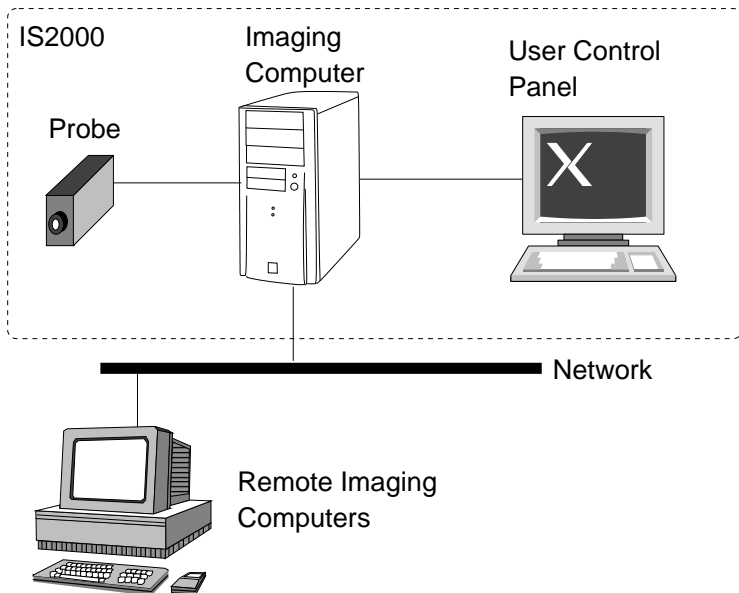 IS2000
Imaging
Computer
User Control
Panel
Probe
X
Network
Remote Imaging
Computers